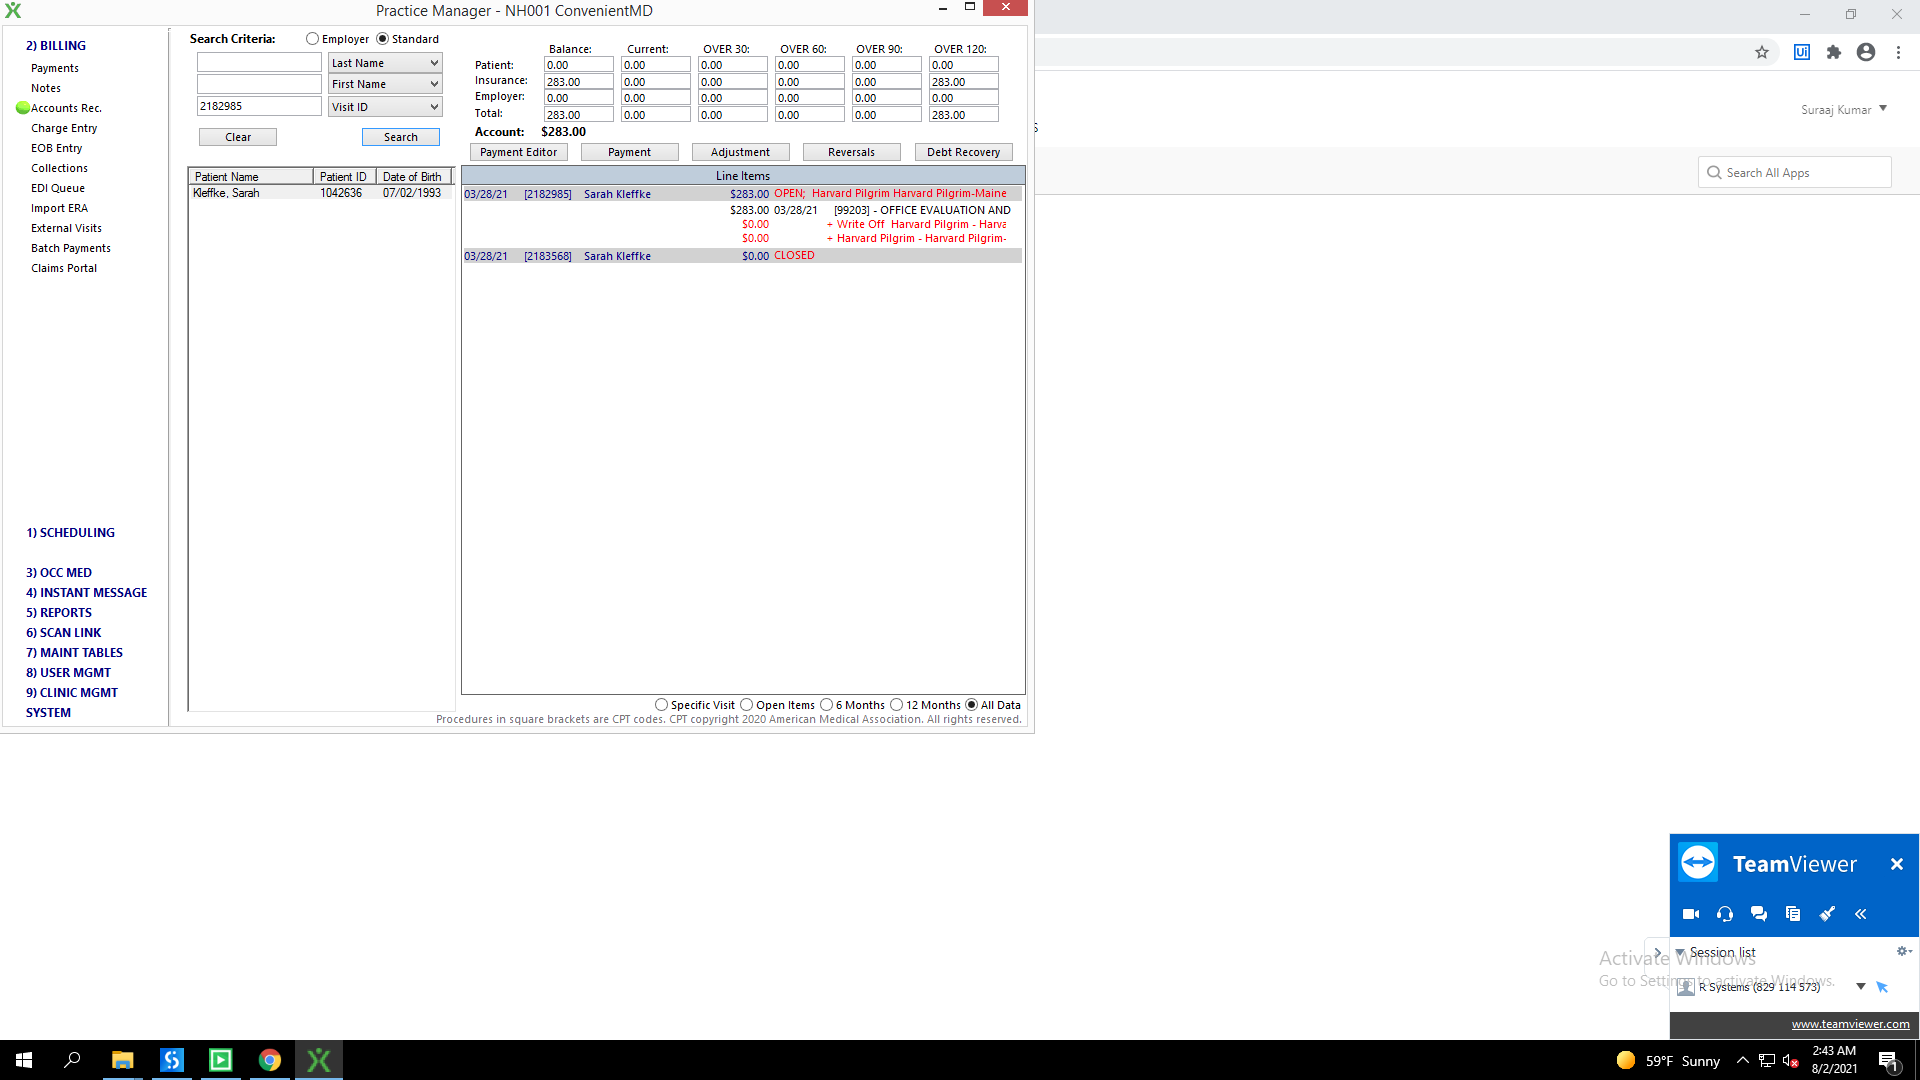 Practice Manager - NH001 ConvenientMD
2) BILLING
Payments
Notes
Accounts Rec.
Charge Entry
EOB Entry
Collections
EDI Queue
Import ERA
External Visits
Batch Payments
Claims Portal
1) SCHEDULING
3) OCC MED
4) INSTANT MESSAGE
5) REPORTS
6) SCAN LINK
7) MAINT TABLES
8) USER MGMT
9) CLINIC MGMT
SYSTEM
Search Criteria: Employer Standard
Last Name
First Name
2182985 Visit ID
Clear Search
Patient Name Patient ID Date of Birth
Kleffke, Sarah 1042636 07/02/1993
Balance: Current: OVER 30: OVER 60: OVER 90: OVER 120:
Patient: 0.00 0.00 0.00 0.00 0.00 0.00
Insurance: 283.00 0.00 0.00 0.00 0.00 283.00
Employer: 0.00 0.00 0.00 0.00 0.00 0.00
Total: 283.00 0.00 0.00 0.00 0.00 283.00
Account: $283.00
Payment Editor Payment Adjustment Reversals Debt Recovery
Line Items
03/28/21 [2182985] Sarah Kleffke $283.00 OPEN; Harvard Pilgrim Harvard Pilgrim-Maine
$283.00 03/28/21 [99203] - OFFICE EVALUATION AND
$0.00 + Write Off Harvard Pilgrim - Harva
$0.00 + Harvard Pilgrim - Harvard Pilgrim-
03/28/21 [2183568] Sarah Kleffke $0.00 CLOSED
Specific Visit Open Items 6 Months 12 Months All Data
Procedures in square brackets are CPT codes. CPT copyright 2020 American Medical Association. All rights reserved.
Ui
Suraaj Kumar
s
Search All Apps
TeamViewer
Session list
R Systems (829 114 573)
www.teamviewer.com
Activate Windows
Go to Settings to activate Windows.
59°F Sunny
2:43 AM
8/2/2021
1